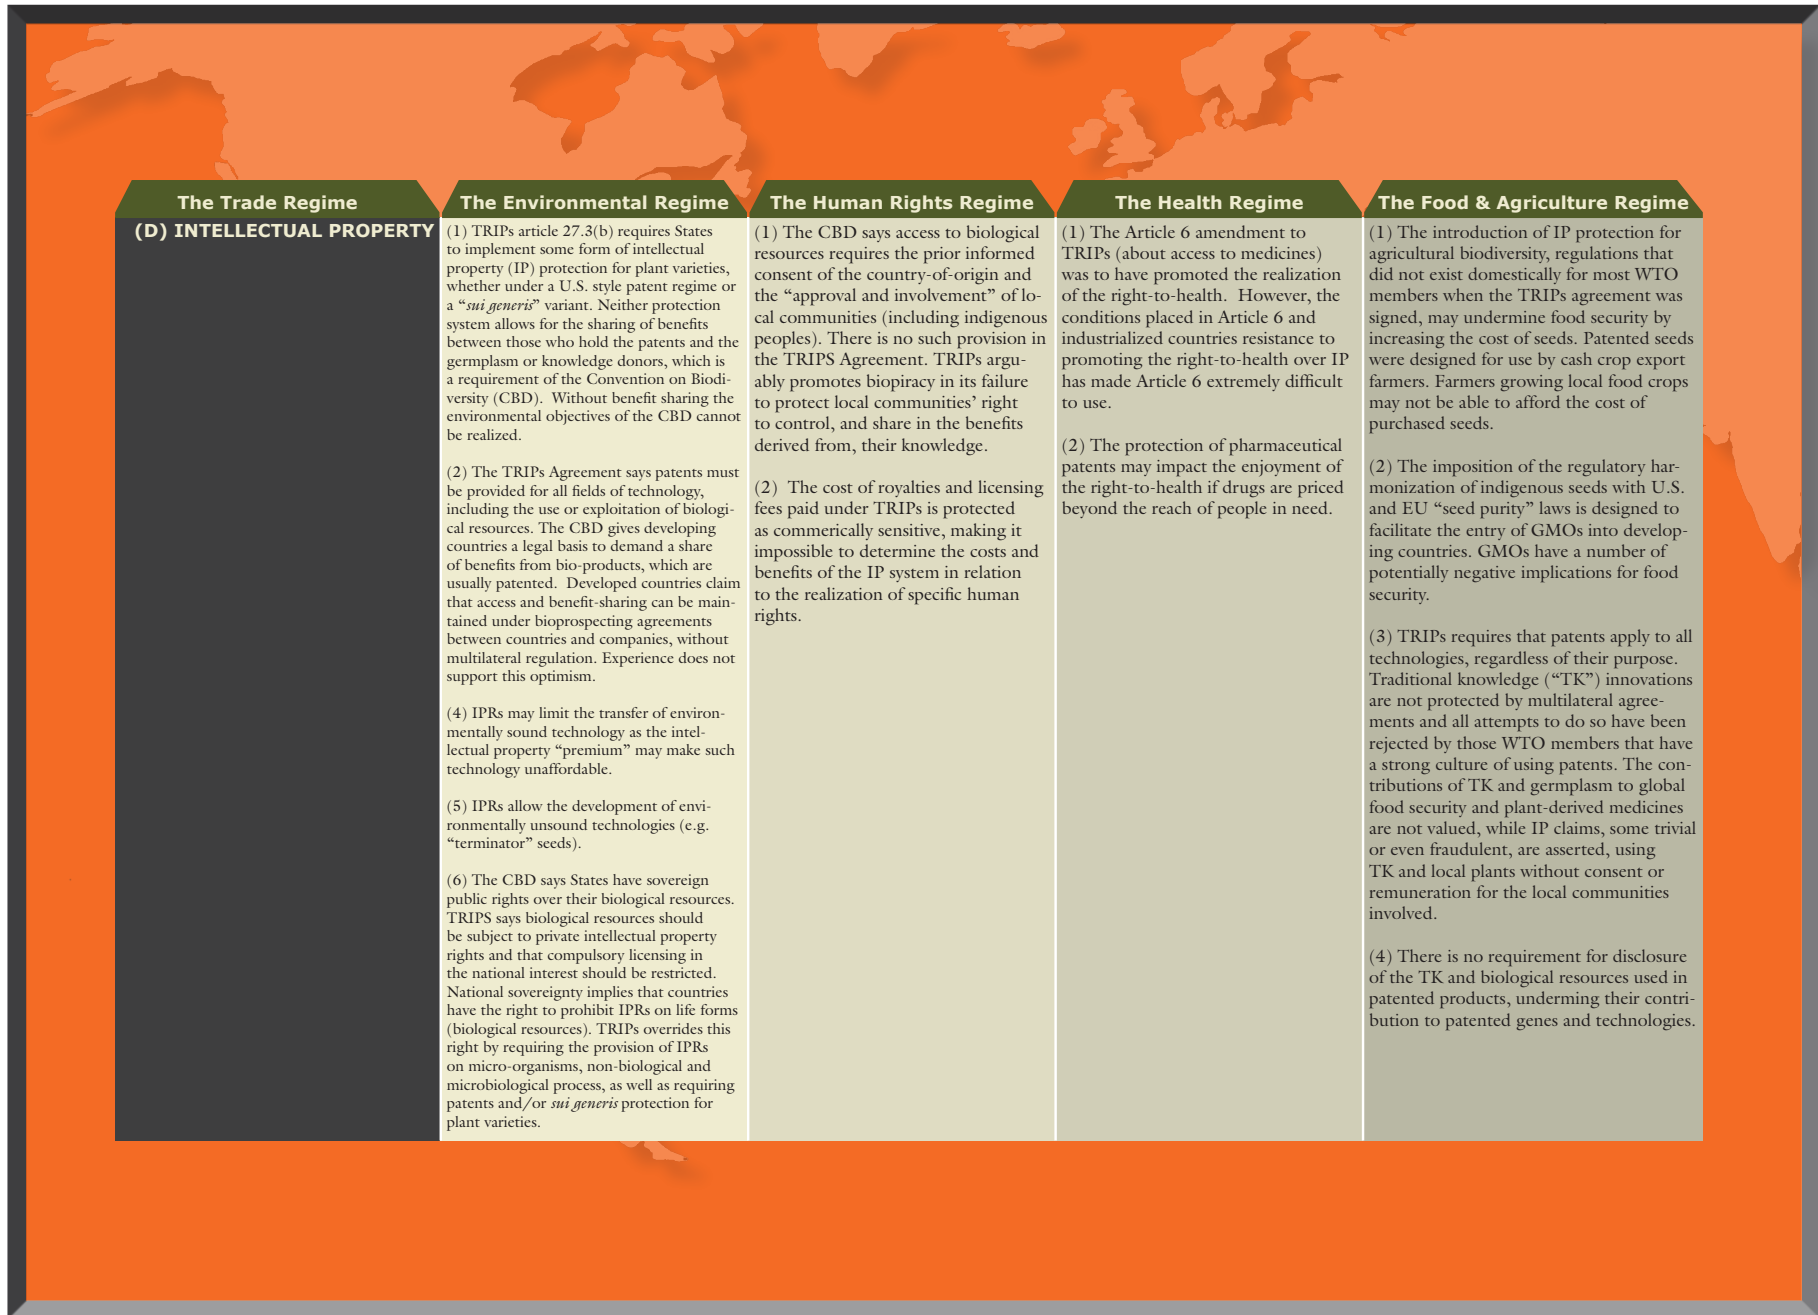 The Trade Regime
The Environmental Regime
The Human Rights Regime
The Health Regime
The Food & Agriculture Regime
(D) INTELLECTUAL PROPERTY
(1) TRIPs article 27.3(b) requires States
to implement some form of intellectual
property (IP) protection for plant varieties,
whether under a U.S. style patent regime or
a “sui generis” variant. Neither protection
system allows for the sharing of benefits
between those who hold the patents and the
germplasm or knowledge donors, which is
a requirement of the Convention on Biodi-
versity (CBD).  Without benefit sharing the
environmental objectives of the CBD cannot
be realized.
(2) The TRIPs Agreement says patents must
be provided for all fields of technology,
including the use or exploitation of biologi-
cal resources. The CBD gives developing
countries a legal basis to demand a share
of benefits from bio-products, which are
usually patented.  Developed countries claim
that access and benefit-sharing can be main-
tained under bioprospecting agreements
between countries and companies, without
multilateral regulation. Experience does not
support this optimism.
(4) IPRs may limit the transfer of environ-
mentally sound technology as the intel-
lectual property “premium” may make such
technology unaffordable.
(5) IPRs allow the development of envi-
ronmentally unsound technologies (e.g.
“terminator” seeds).
(6) The CBD says States have sovereign
public rights over their biological resources.
TRIPS says biological resources should
be subject to private intellectual property
rights and that compulsory licensing in
the national interest should be restricted.
National sovereignty implies that countries
have the right to prohibit IPRs on life forms
(biological resources). TRIPs overrides this
right by requiring the provision of IPRs
on micro-organisms, non-biological and
microbiological process, as well as requiring
patents and/or sui generis protection for
plant varieties.
(1) The CBD says access to biological
resources requires the prior informed
consent of the country-of-origin and
the “approval and involvement” of lo-
cal communities (including indigenous
peoples). There is no such provision in
the TRIPS Agreement. TRIPs argu-
ably promotes biopiracy in its failure
to protect local communities’ right
to control, and share in the benefits
derived from, their knowledge.
(2)  The cost of royalties and licensing
fees paid under TRIPs is protected
as commerically sensitive, making it
impossible to determine the costs and
benefits of the IP system in relation
to the realization of specific human
rights.
(1) The Article 6 amendment to
TRIPs (about access to medicines)
was to have promoted the realization
of the right-to-health.  However, the
conditions placed in Article 6 and
industrialized countries resistance to
promoting the right-to-health over IP
has made Article 6 extremely difficult
to use.
(2) The protection of pharmaceutical
patents may impact the enjoyment of
the right-to-health if drugs are priced
beyond the reach of people in need.
(1) The introduction of IP protection for
agricultural biodiversity, regulations that
did not exist domestically for most WTO
members when the TRIPs agreement was
signed, may undermine food security by
increasing the cost of seeds. Patented seeds
were designed for use by cash crop export
farmers. Farmers growing local food crops
may not be able to afford the cost of
purchased seeds.
(2) The imposition of the regulatory har-
monization of indigenous seeds with U.S.
and EU “seed purity” laws is designed to
facilitate the entry of GMOs into develop-
ing countries. GMOs have a number of
potentially negative implications for food
security.
(3) TRIPs requires that patents apply to all
technologies, regardless of their purpose.
Traditional knowledge (“TK”) innovations
are not protected by multilateral agree-
ments and all attempts to do so have been
rejected by those WTO members that have
a strong culture of using patents. The con-
tributions of TK and germplasm to global
food security and plant-derived medicines
are not valued, while IP claims, some trivial
or even fraudulent, are asserted, using
TK and local plants without consent or
remuneration for the local communities
involved.
(4) There is no requirement for disclosure
of the TK and biological resources used in
patented products, underming their contri-
bution to patented genes and technologies.